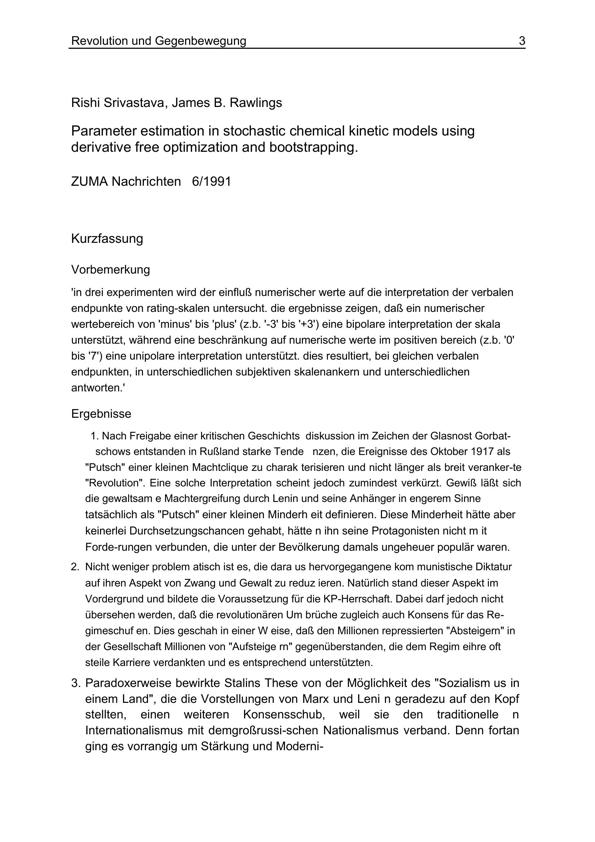 Revolution und Gegenbewegung 3
Rishi Srivastava, James B. Rawlings
Parameter estimation in stochastic chemical kinetic models using
derivative free optimization and bootstrapping.
ZUMA Nachrichten 6/1991
Kurzfassung
Vorbemerkung
'in drei experimenten wird der einfluß numerischer werte auf die interpretation der verbalen
endpunkte von rating-skalen untersucht. die ergebnisse zeigen, daß ein numerischer
wertebereich von 'minus' bis 'plus' (z.b. '-3' bis '+3') eine bipolare interpretation der skala
unterstützt, während eine beschränkung auf numerische werte im positiven bereich (z.b. '0'
bis '7') eine unipolare interpretation unterstützt. dies resultiert, bei gleichen verbalen
endpunkten, in unterschiedlichen subjektiven skalenankern und unterschiedlichen
antworten.'
Ergebnisse
1. Nach Freigabe einer kritischen Geschichts diskussion im Zeichen der Glasnost Gorbat-
schows entstanden in Rußland starke Tende nzen, die Ereignisse des Oktober 1917 als
"Putsch" einer kleinen Machtclique zu charak terisieren und nicht länger als breit veranker-te
"Revolution". Eine solche Interpretation scheint jedoch zumindest verkürzt. Gewiß läßt sich
die gewaltsam e Machtergreifung durch Lenin und seine Anhänger in engerem Sinne
tatsächlich als "Putsch" einer kleinen Minderh eit definieren. Diese Minderheit hätte aber
keinerlei Durchsetzungschancen gehabt, hätte n ihn seine Protagonisten nicht m it
Forde-rungen verbunden, die unter der Bevölkerung damals ungeheuer populär waren.
2. Nicht weniger problem atisch ist es, die dara us hervorgegangene kom munistische Diktatur
auf ihren Aspekt von Zwang und Gewalt zu reduz ieren. Natürlich stand dieser Aspekt im
Vordergrund und bildete die Voraussetzung für die KP-Herrschaft. Dabei darf jedoch nicht
übersehen werden, daß die revolutionären Um brüche zugleich auch Konsens für das Re-
gimeschuf en. Dies geschah in einer W eise, daß den Millionen repressierten "Absteigern" in
der Gesellschaft Millionen von "Aufsteige rn" gegenüberstanden, die dem Regim eihre oft
steile Karriere verdankten und es entsprechend unterstützten.
3. Paradoxerweise bewirkte Stalins These von der Möglichkeit des "Sozialism us in
einem Land", die die Vorstellungen von Marx und Leni n geradezu auf den Kopf
stellten, einen weiteren Konsensschub, weil sie den traditionelle n
Internationalismus mit demgroßrussi-schen Nationalismus verband. Denn fortan
ging es vorrangig um Stärkung und Moderni-